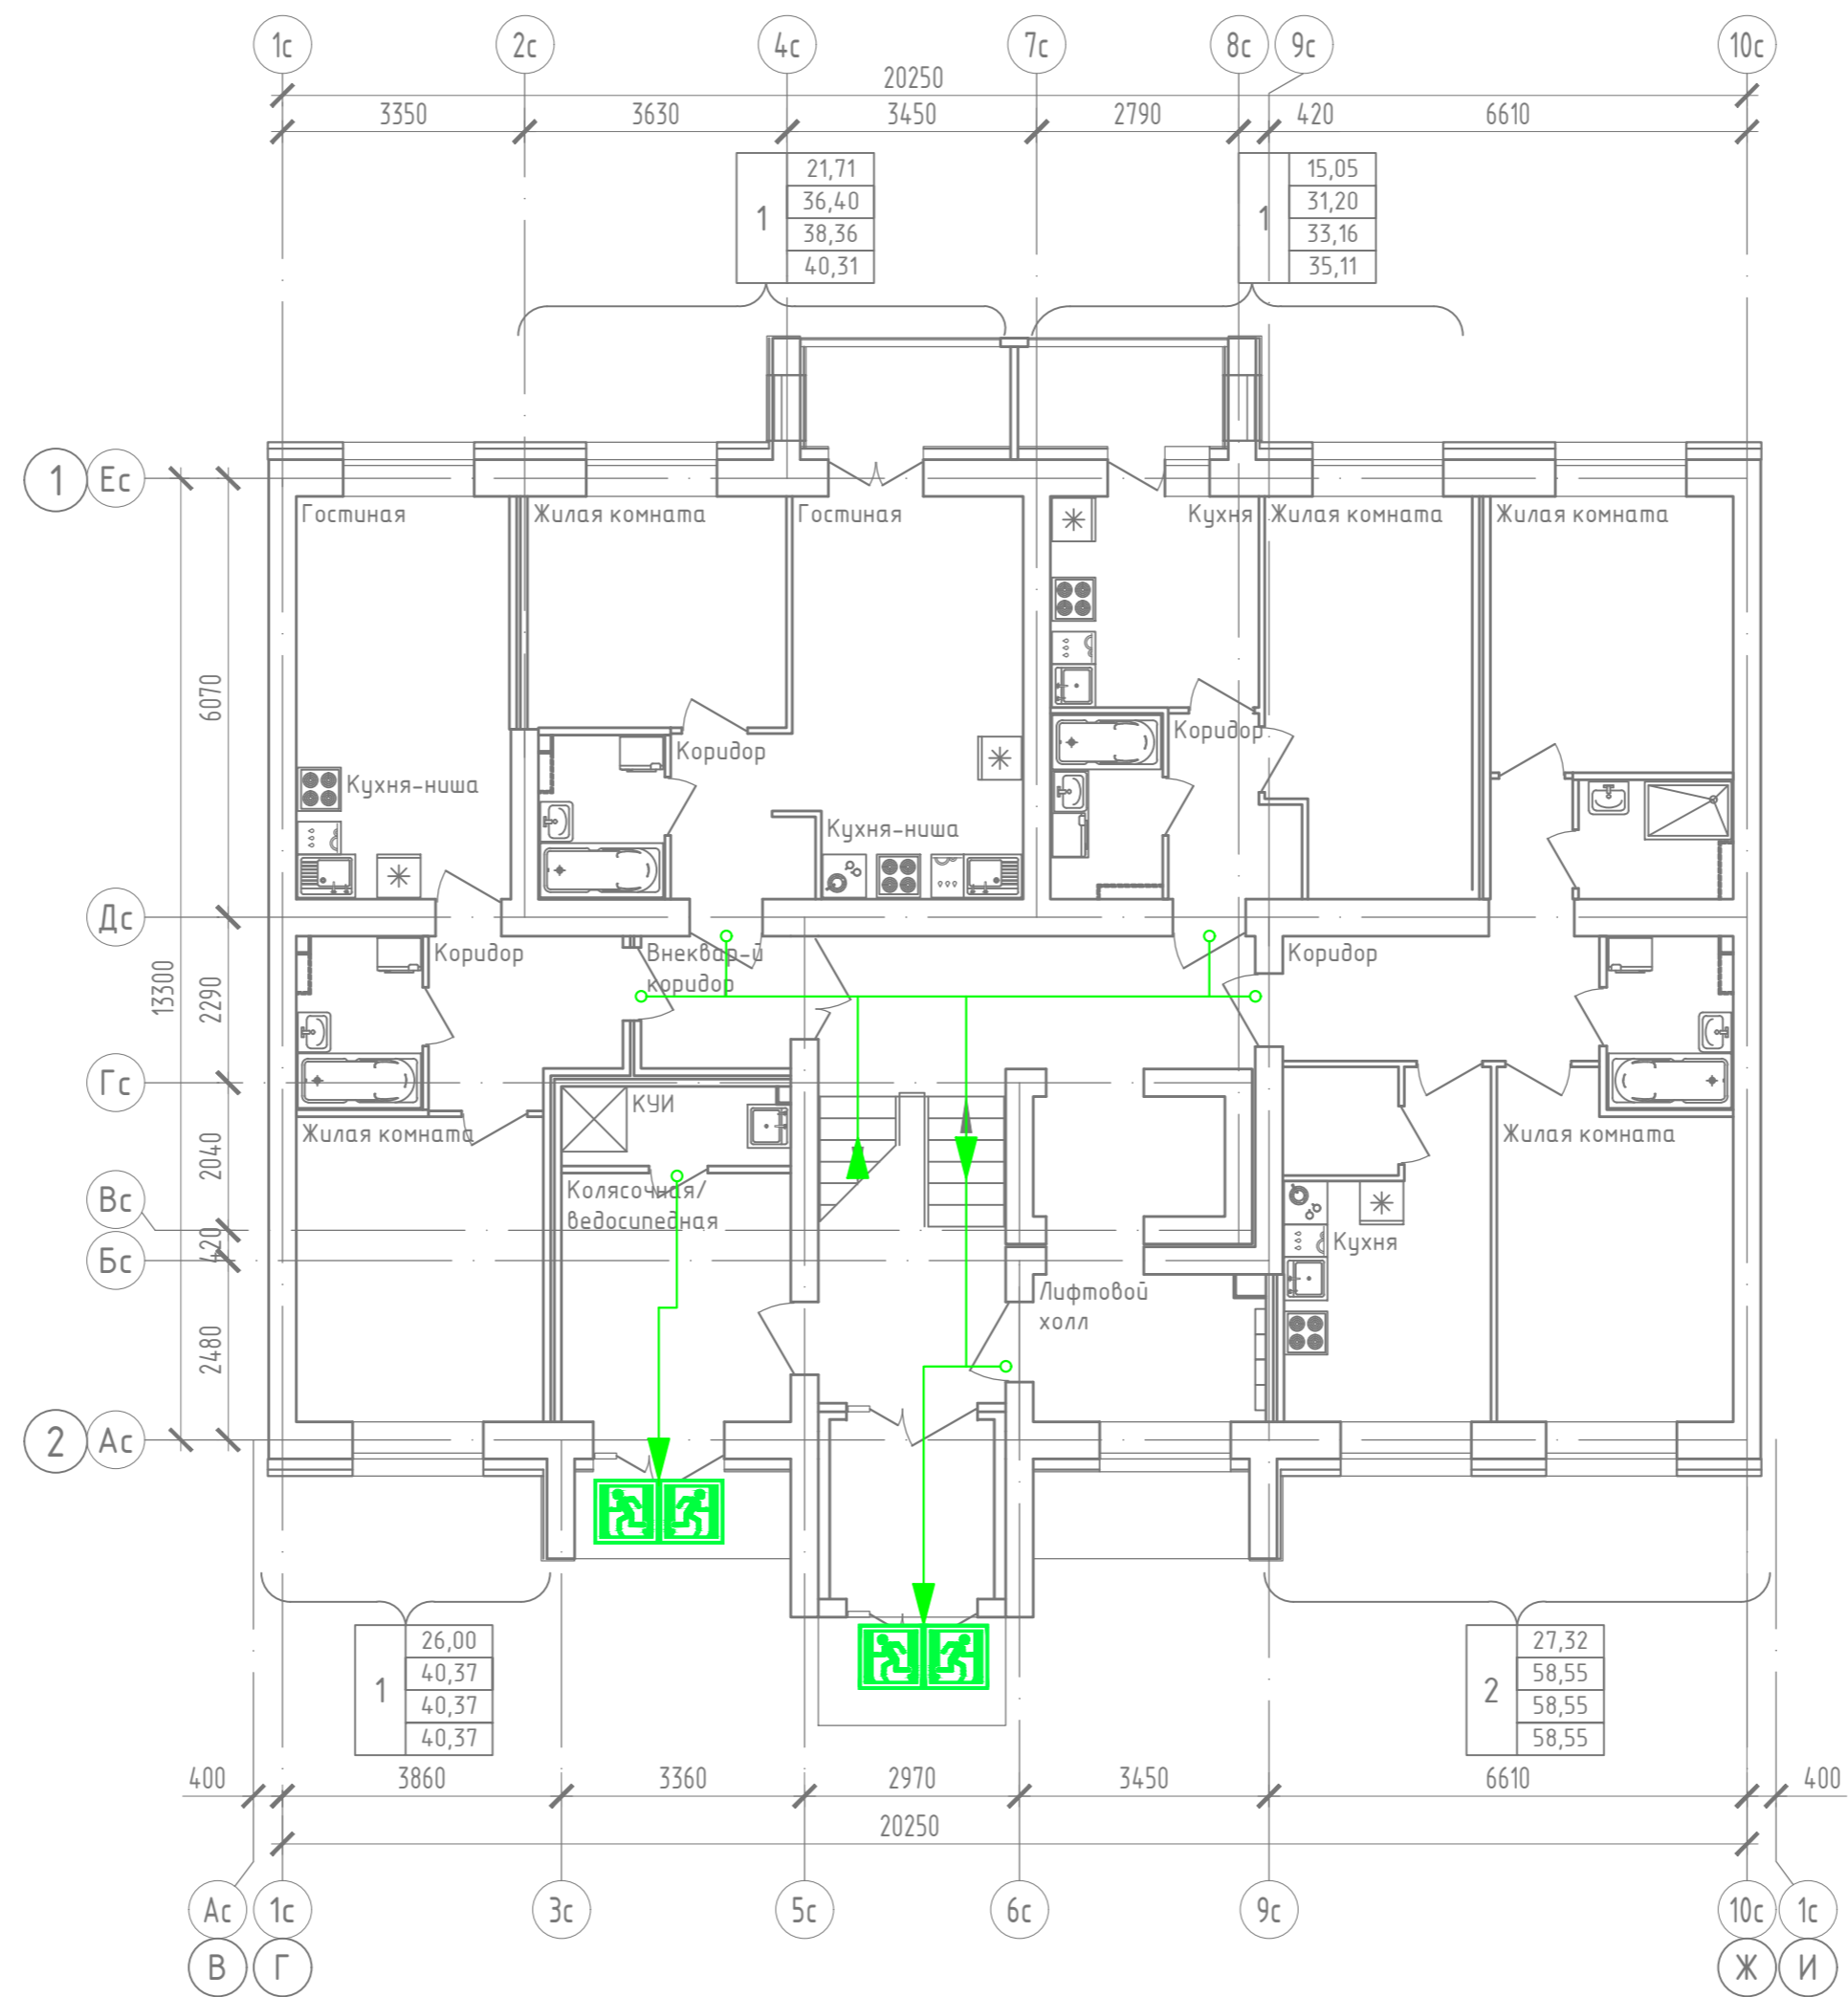 1с 2с 4с 7с 8с 9с 10с
20250
3350 3630 3450 2790 420 6610
1
21,71
36,40
38,36
40,31
1
15,05
31,20
33,16
35,11
1 Ес
Гостиная
Жилая комната
Гостиная
Кухня
Жилая комната
Жилая комната
6070
Коридор
Коридор
Кухня-ниша
Кухня-ниша
Дс
Коридор
Внеквар-й
коридор
Коридор
13300
2290
Гс
КУИ
Жилая комната
Жилая комната
2040
Колясочная/
ведосипедная
Вс
420
Кухня
Бс
Лифтовой
холл
2480
2 Ас
1
26,00
40,37
40,37
40,37
2
27,32
58,55
58,55
58,55
400 3860 3360 2970 3450 6610 400
20250
Ас 1с 3с 5с 6с 9с 10с 1с
В Г Ж И